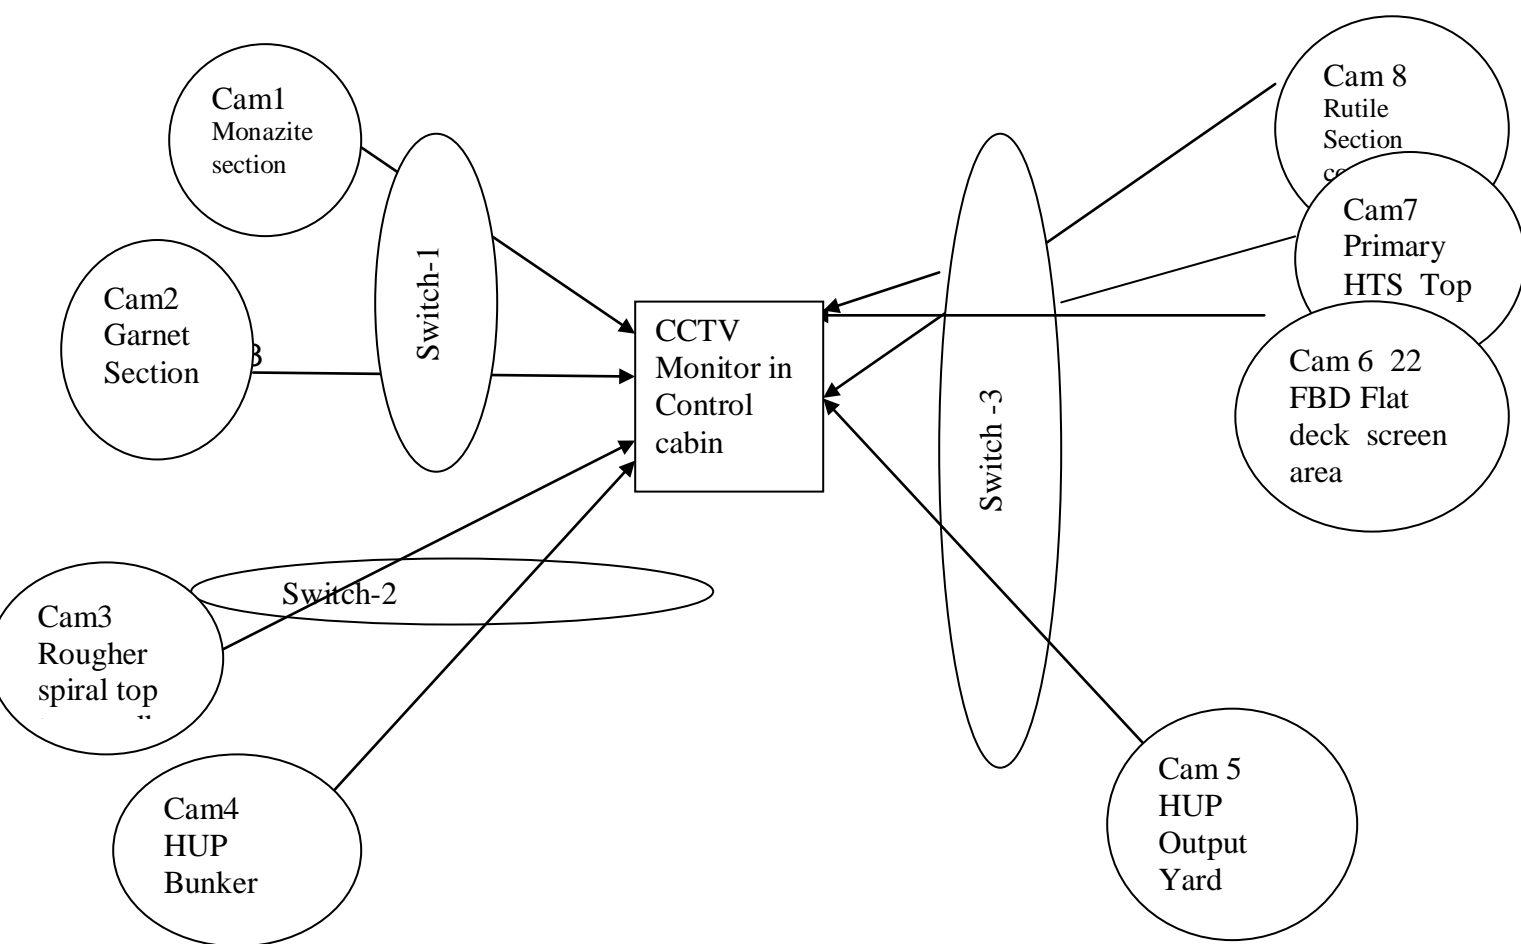 Cam1
Monazite
section
Cam2
Garnet
Section
Switch-1
CCTV
Monitor in
Control
cabin
Switch-2
Cam3
Rougher
spiral top
Cam4
HUP
Bunker
Switch -3
Cam 8
Rutile
Section
Cam7
Primary
HTS Top
Cam 6 22
FBD Flat
deck screen
area
Cam 5
HUP
Output
Yard